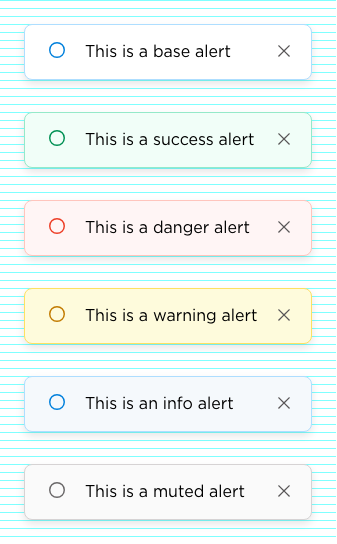 This is a base alert
This is a success alert
This is a danger alert
This is a warning alert
This is an info alert
This is a muted alert